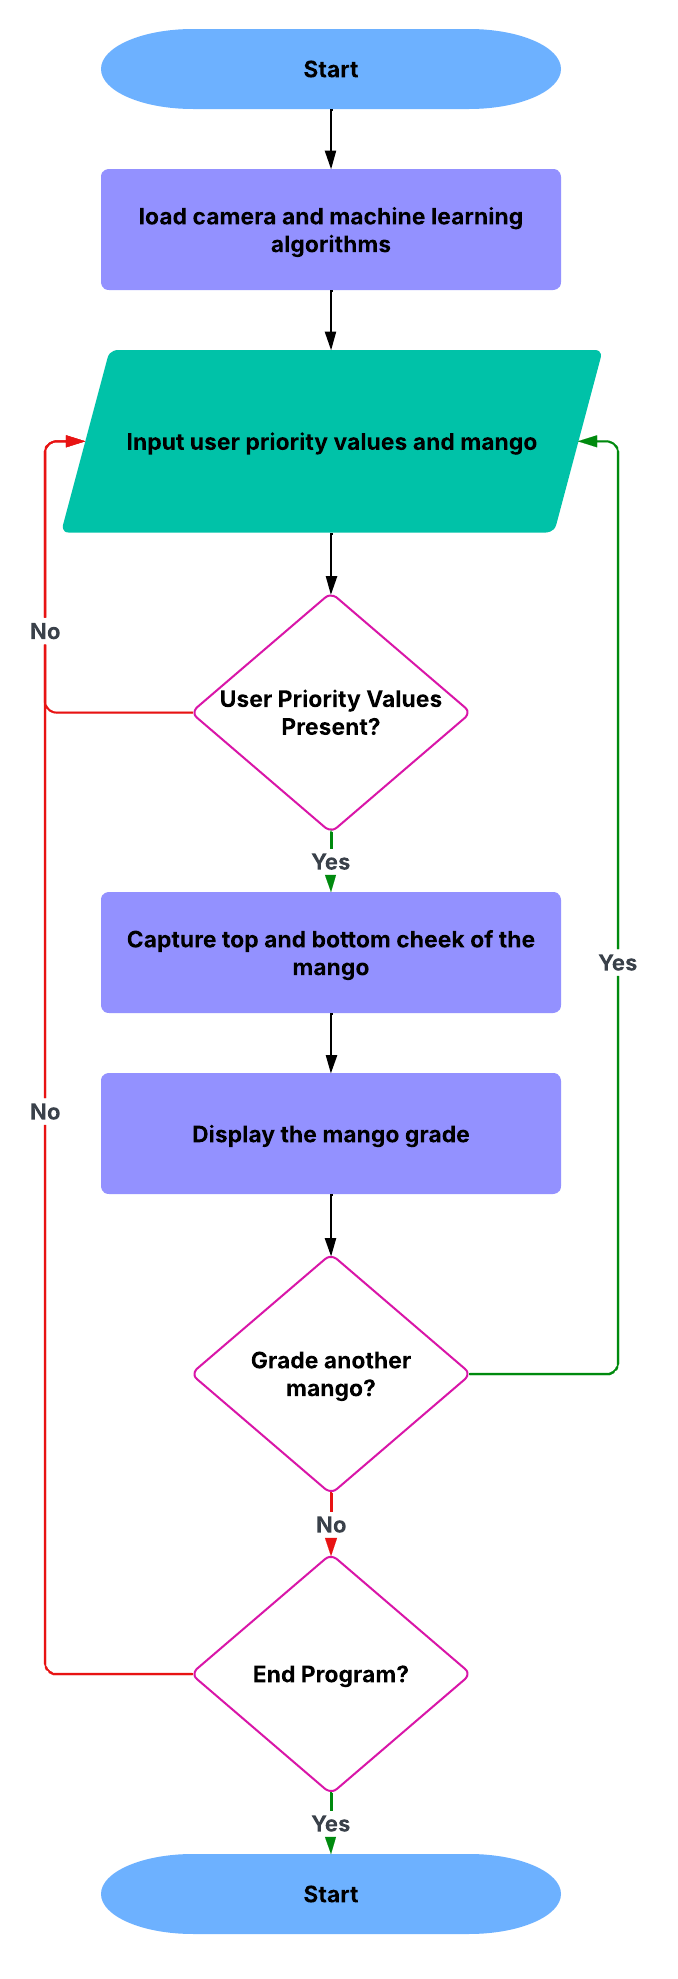 Start
load camera and machine learning
algorithms
Input user priority values and mango
No
User Priority Values
Present?
Yes
Capture top and bottom cheek of the
mango
Yes
No
Display the mango grade
Grade another
mango?
No
End Program?
Yes
Start